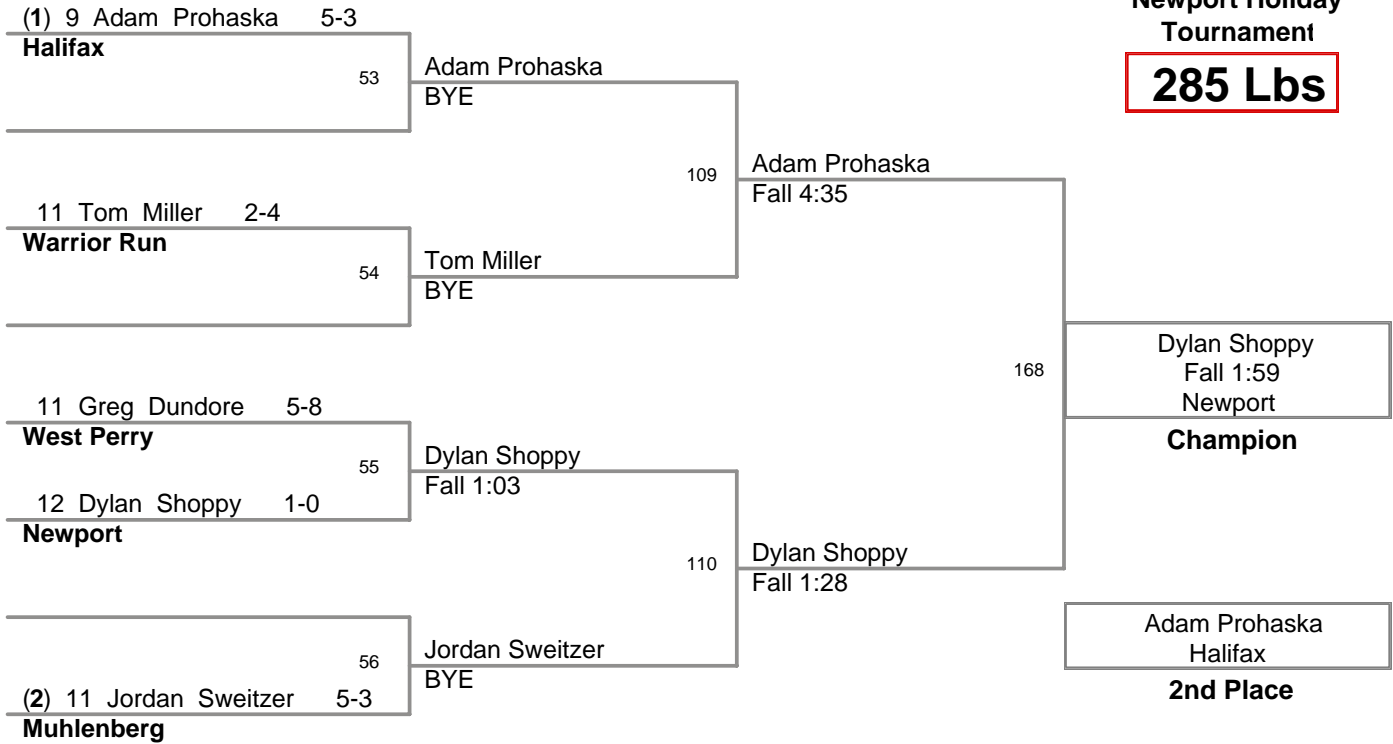 Newport Holiday
Tournament
285 Lbs
(1) 9 Adam Prohaska 5-3
Halifax
53
Adam Prohaska
BYE
109
Adam Prohaska
Fall 4:35
11 Tom Miller 2-4
Warrior Run
54
Tom Miller
BYE
168
Dylan Shoppy
Fall 1:59
Newport
Champion
11 Greg Dundore 5-8
West Perry
55
Dylan Shoppy
Fall 1:03
12 Dylan Shoppy 1-0
Newport
110
Dylan Shoppy
Fall 1:28
56
Jordan Sweitzer
BYE
(2) 11 Jordan Sweitzer 5-3
Muhlenberg
Adam Prohaska
Halifax
2nd Place